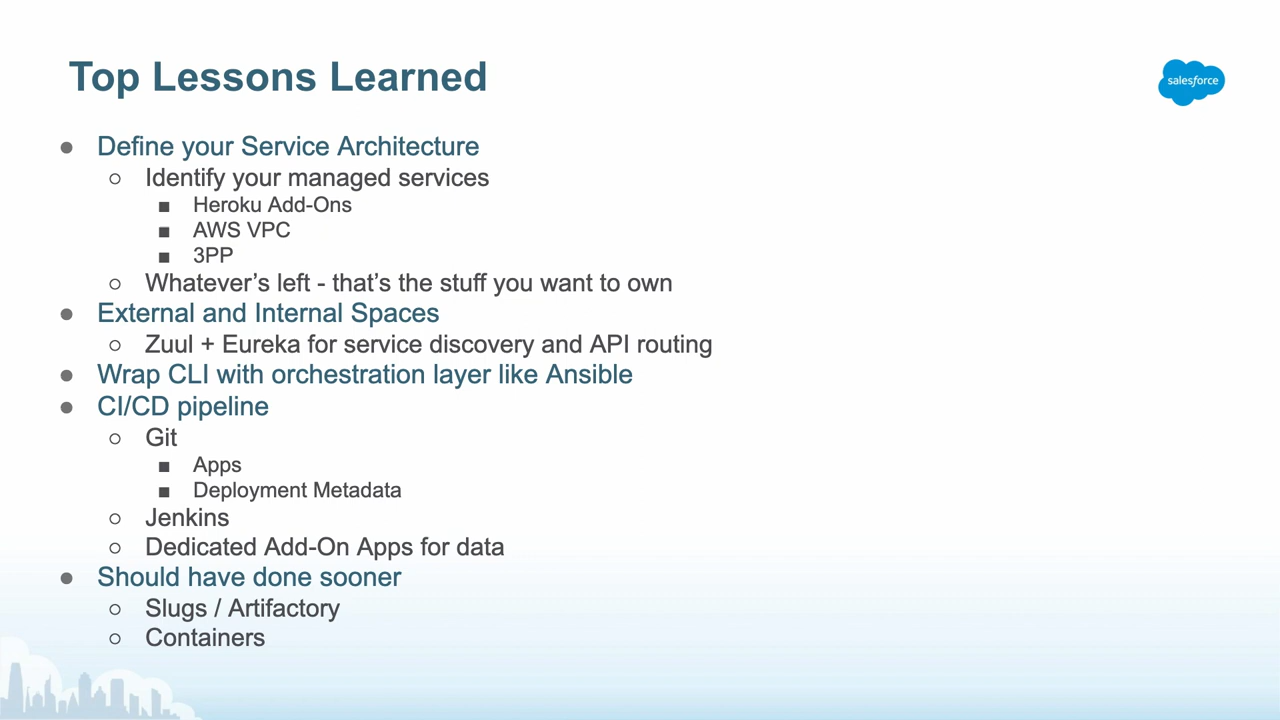 Top Lessons Learned
salesforce
● Define your Service Architecture
○ Identify your managed services
■ Heroku Add-Ons
■ AWS VPC
■ 3PP
○ Whatever’s left - that’s the stuff you want to own
● External and Internal Spaces
○ Zuul + Eureka for service discovery and API routing
● Wrap CLI with orchestration layer like Ansible
● CI/CD pipeline
○ Git
■ Apps
■ Deployment Metadata
○ Jenkins
○ Dedicated Add-On Apps for data
● Should have done sooner
○ Slugs / Artifactory
○ Containers